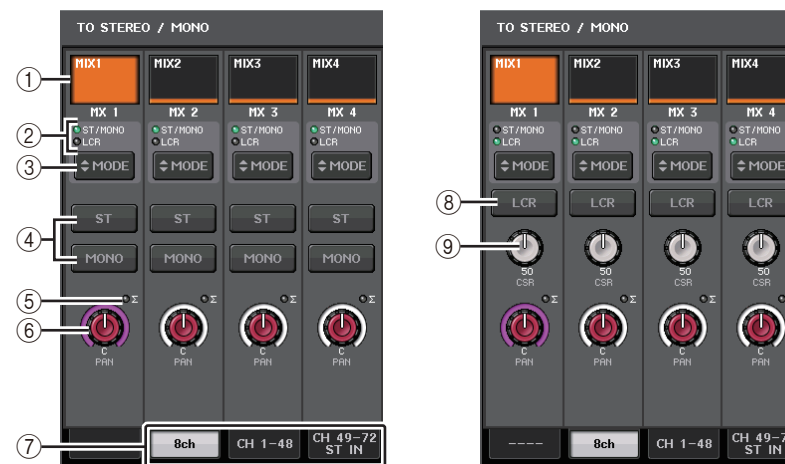 TO STEREO / MONO
MIX1 MIX2 MIX3 MIX4
①
MX 1 MX 2 MX 3 MX 4
② ST/MONO ST/MONO ST/MONO ST/MONO
LCR LCR LCR LCR
③ MODE MODE MODE MODE
④ ST ST ST ST
MONO MONO MONO MONO
⑤ Σ Σ Σ Σ
⑥
C C C C
PAN PAN PAN PAN
⑦ 8ch CH 1-48 CH 49-72
ST IN
TO STEREO / MONO
MIX1 MIX2 MIX3 MIX4
MX 1 MX 2 MX 3 MX 4
ST/MONO ST/MONO ST/MONO ST/MONO
LCR LCR LCR LCR
MODE MODE MODE MODE
⑧ LCR LCR LCR LCR
⑨
50 50 50 50
CSR CSR CSR CSR
Σ Σ Σ
C C C C
PAN PAN PAN PAN
---- 8ch CH 1-48 CH 49-7
ST IN